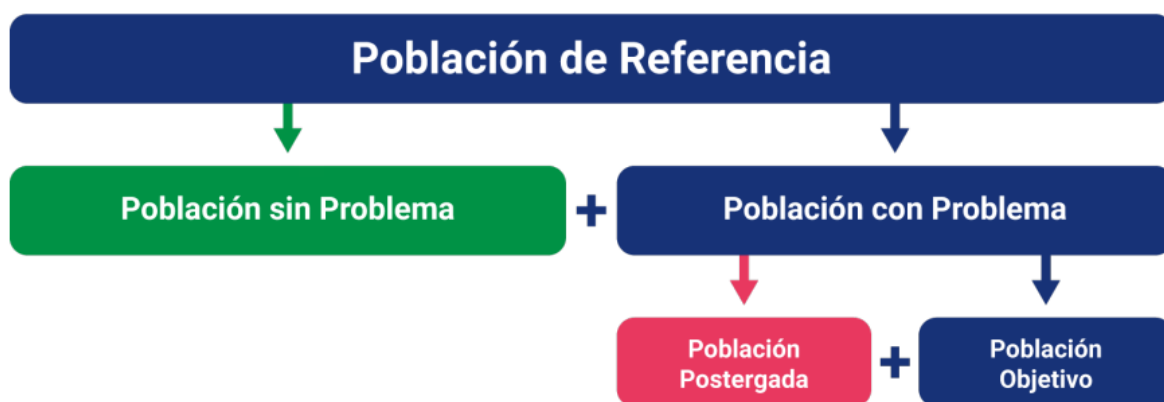 Población de Referencia
Población sin Problema
+
Población con Problema
Población
Postergada
+
Población
Objetivo